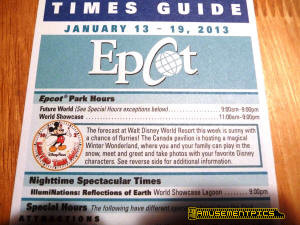 TIMES GUIDE
JANUARY 13 - 19, 2013
Epcot
Epcot® Park Hours
Future World (See Special Hours exceptions below) 9:00am-9:00pm
World Showcase 11:00am-9:00pm
The forecast at Walt Disney World Resort this week is sunny with
a chance of flurries! The Canada pavilion is hosting a magical
Winter Wonderland, where you and your family can play in the
snow, meet and greet and take photos with your favorite Disney
characters. See reverse side for additional information.
Nighttime Spectacular Times
IllumiNations: Reflections of Earth World Showcase Lagoon 9:00pm
Special Hours The following have different
ATTRACTIONS
AMUSEMENTPICS.COM